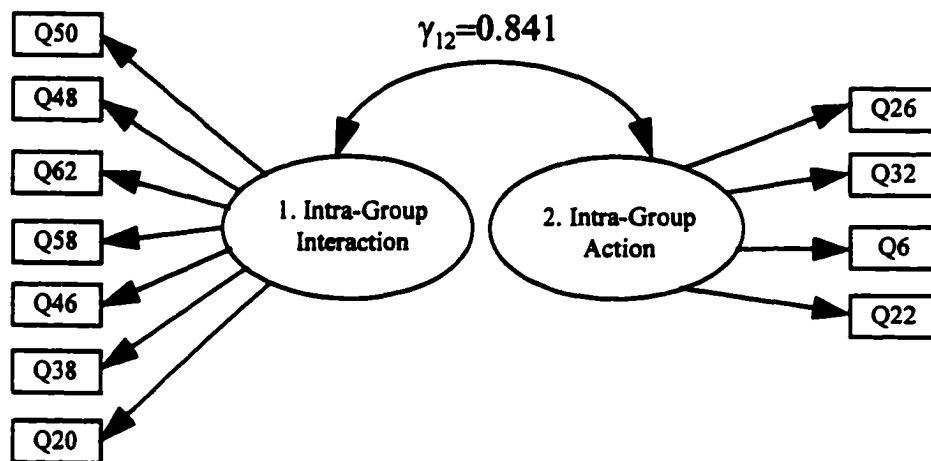 γ12=0.841
Q50
Q48
Q62
Q58
Q46
Q38
Q20
1. Intra-Group
Interaction
2. Intra-Group
Action
Q26
Q32
Q6
Q22